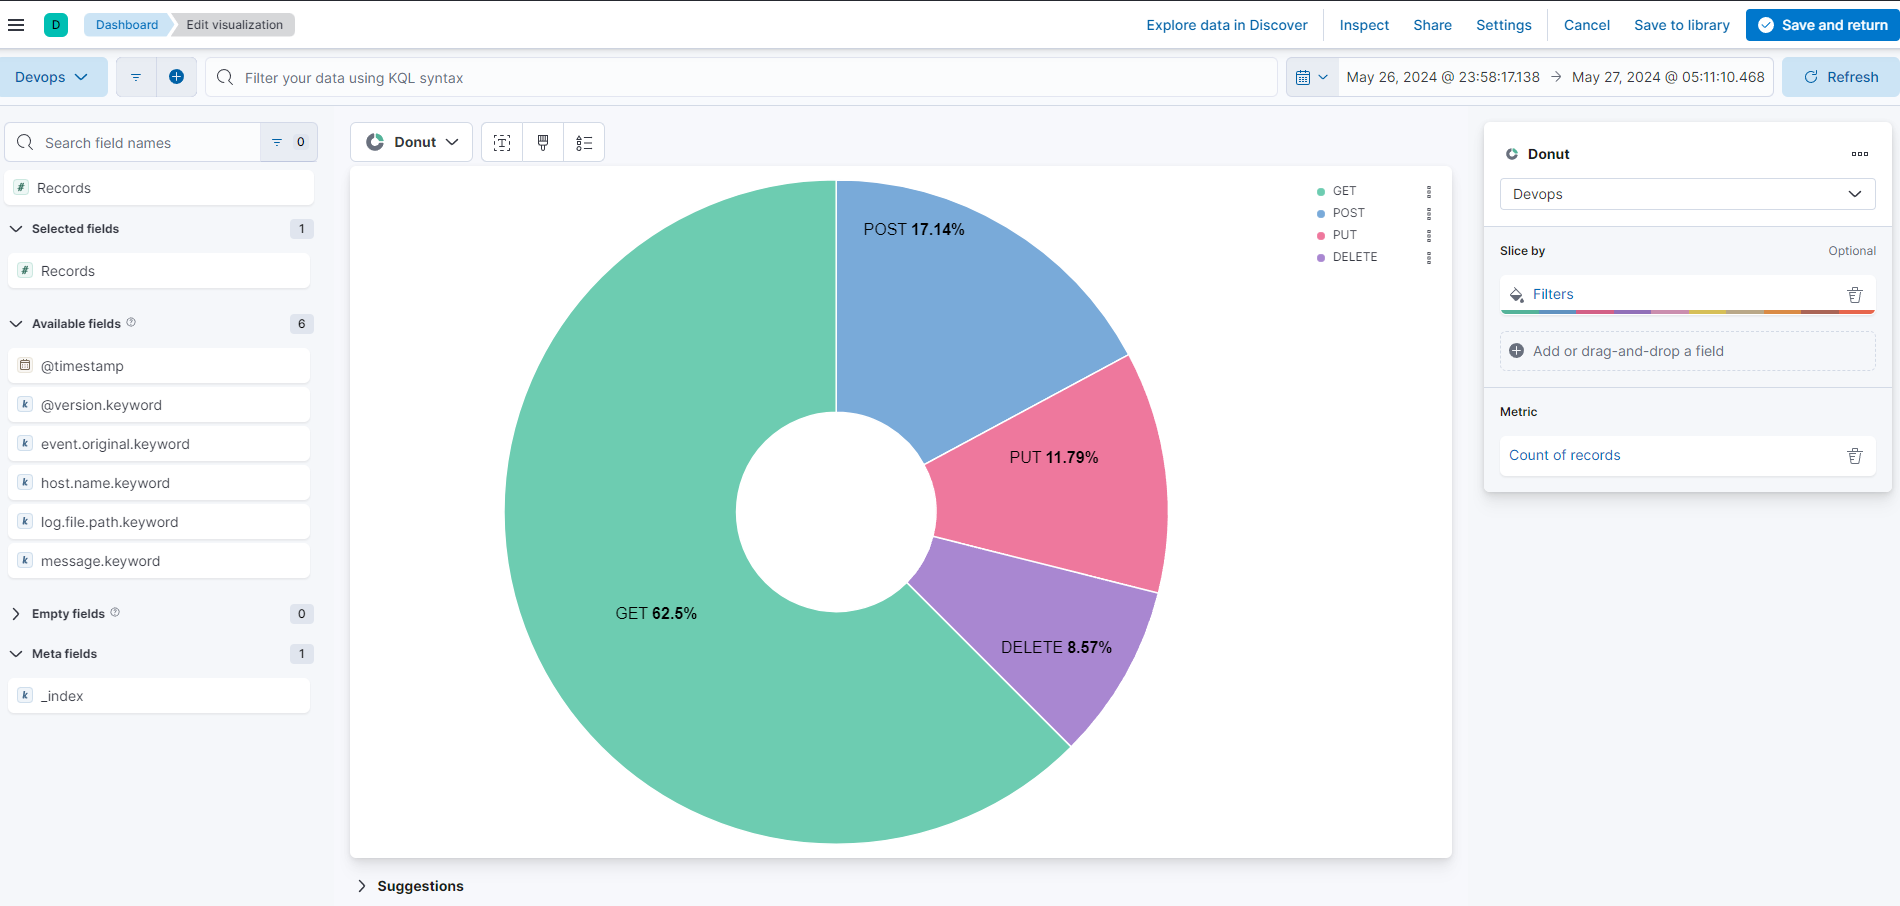 D Dashboard Edit visualization Explore data in Discover Inspect Share Settings Cancel Save to library Save and return
Devops Filter your data using KQL syntax May 26, 2024 @ 23:58:17.138 → May 27, 2024 @ 05:11:10.468 Refresh
Search field names 0
# Records
Selected fields 1
# Records
Available fields 6
@timestamp
k @version.keyword
k event.original.keyword
k host.name.keyword
k log.file.path.keyword
k message.keyword
Empty fields 0
Meta fields 1
k _index
Donut
POST 17.14%
PUT 11.79%
DELETE 8.57%
GET 62.5%
GET
POST
PUT
DELETE
Suggestions
Donut
Devops
Slice by Optional
Filters
Add or drag-and-drop a field
Metric
Count of records